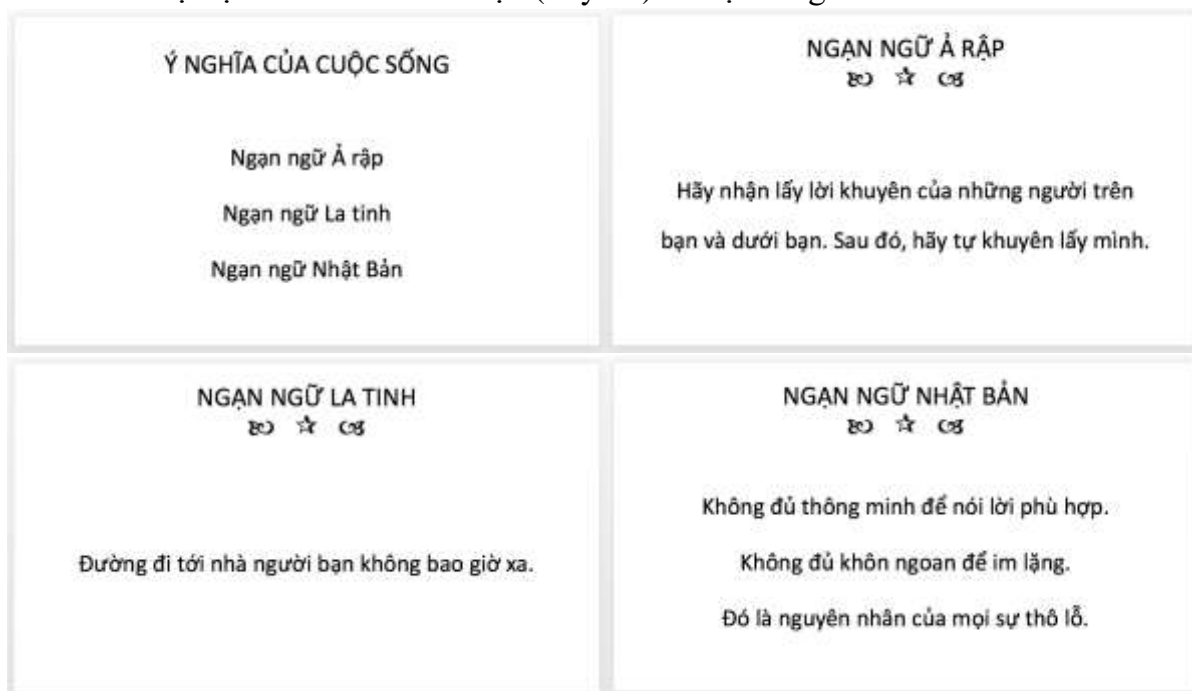 Ý NGHĨA CỦA CUỘC SỐNG
Ngạn ngữ Ả rập
Ngạn ngữ La tinh
Ngạn ngữ Nhật Bản
NGẠN NGỮ Ả RẬP
Hãy nhận lấy lời khuyên của những người trên
bạn và dưới bạn. Sau đó, hãy tự khuyên lấy mình.
NGẠN NGỮ LA TINH
Đường đi tới nhà người bạn không bao giờ xa.
NGẠN NGỮ NHẬT BẢN
Không đủ thông minh để nói lời phù hợp.
Không đủ khôn ngoan để im lặng.
Đó là nguyên nhân của mọi sự thô lỗ.